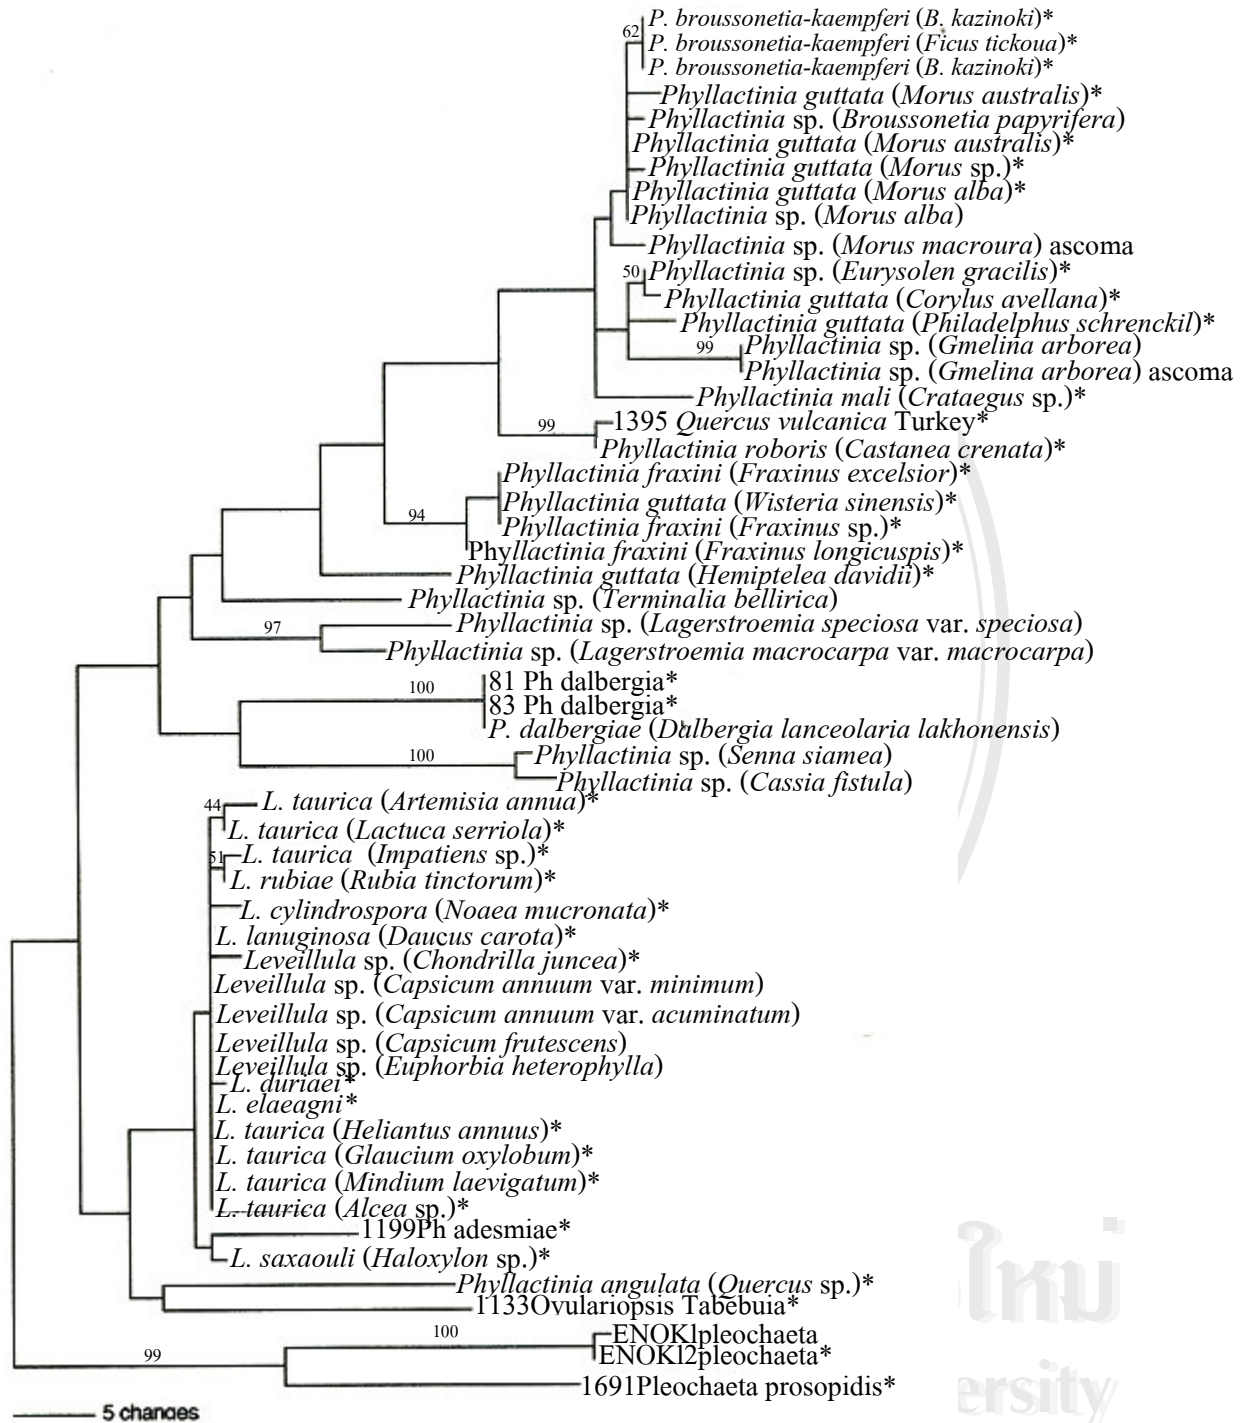 P. broussonetia-kaempferi (B. kazinoki)*
62
P. broussonetia-kaempferi (Ficus tickoua)*
P. broussonetia-kaempferi (B. kazinoki)*
Phyllactinia guttata (Morus australis)*
Phyllactinia sp. (Broussonetia papyrifera)
Phyllactinia guttata (Morus australis)*
Phyllactinia guttata (Morus sp.)*
Phyllactinia guttata (Morus alba)*
Phyllactinia sp. (Morus alba)
Phyllactinia sp. (Morus macroura) ascoma
50
Phyllactinia sp. (Eurysolen gracilis)*
Phyllactinia guttata (Corylus avellana)*
Phyllactinia guttata (Philadelphus schrenckil)*
99
Phyllactinia sp. (Gmelina arborea)
Phyllactinia sp. (Gmelina arborea) ascoma
Phyllactinia mali (Crataegus sp.)*
99
1395 Quercus vulcanica Turkey*
Phyllactinia roboris (Castanea crenata)*
Phyllactinia fraxini (Fraxinus excelsior)*
Phyllactinia guttata (Wisteria sinensis)*
94
Phyllactinia fraxini (Fraxinus sp.)*
Phyllactinia fraxini (Fraxinus longicuspis)*
Phyllactinia guttata (Hemiptelea davidii)*
Phyllactinia sp. (Terminalia bellirica)
97
Phyllactinia sp. (Lagerstroemia speciosa var. speciosa)
Phyllactinia sp. (Lagerstroemia macrocarpa var. macrocarpa)
100
81 Ph dalbergia*
83 Ph dalbergia*
P. dalbergiae (Dalbergia lanceolaria lakhonensis)
100
Phyllactinia sp. (Senna siamea)
Phyllactinia sp. (Cassia fistula)
44
L. taurica (Artemisia annua)*
L. taurica (Lactuca serriola)*
51
L. taurica (Impatiens sp.)*
L. rubiae (Rubia tinctorum)*
L. cylindrospora (Noaea mucronata)*
L. lanuginosa (Daucus carota)*
Leveillula sp. (Chondrilla juncea)*
Leveillula sp. (Capsicum annuum var. minimum)
Leveillula sp. (Capsicum annuum var. acuminatum)
Leveillula sp. (Capsicum frutescens)
Leveillula sp. (Euphorbia heterophylla)
L. duriaei*
L. elaeagni*
L. taurica (Heliantus annuus)*
L. taurica (Glaucium oxylobum)*
L. taurica (Mindium laevigatum)*
L. taurica (Alcea sp.)*
1199Ph adesmiae*
L. saxaouli (Haloxylon sp.)*
Phyllactinia angulata (Quercus sp.)*
1133Ovulariopsis Tabebuia*
100
ENOKlpleochaeta
ENOKl2pleochaeta*
99
1691Pleochaeta prosopidis*
5 changes
ใหม่
ersity